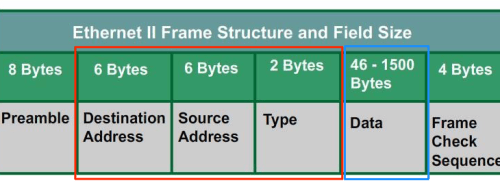 Ethernet II Frame Structure and Field Size
8 Bytes
6 Bytes
6 Bytes
2 Bytes
46 - 1500
Bytes
4 Bytes
Preamble
Destination
Address
Source
Address
Type
Data
Frame
Check
Sequence